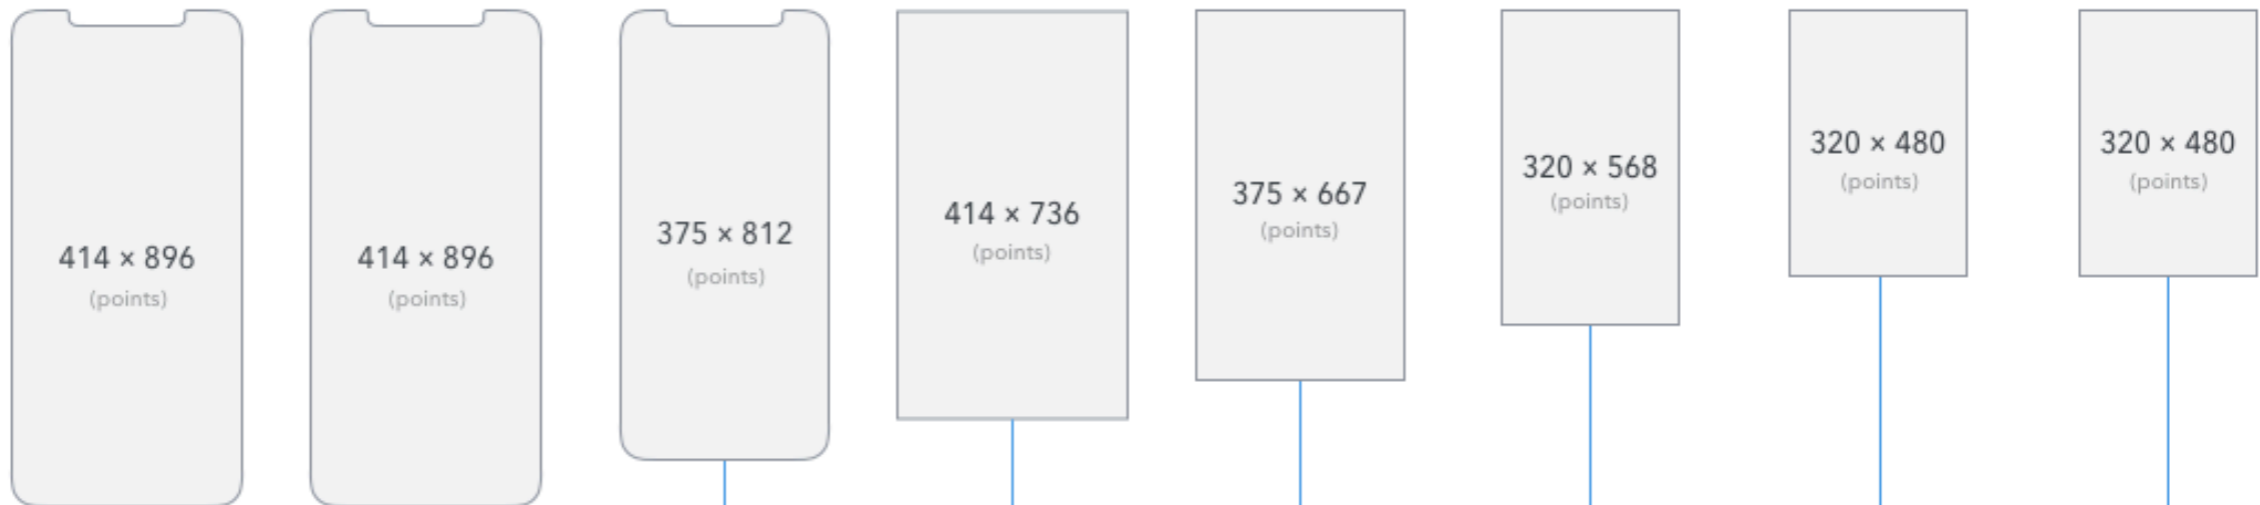 414 × 896
(points)
414 × 896
(points)
375 × 812
(points)
414 × 736
(points)
375 × 667
(points)
320 × 568
(points)
320 × 480
(points)
320 × 480
(points)